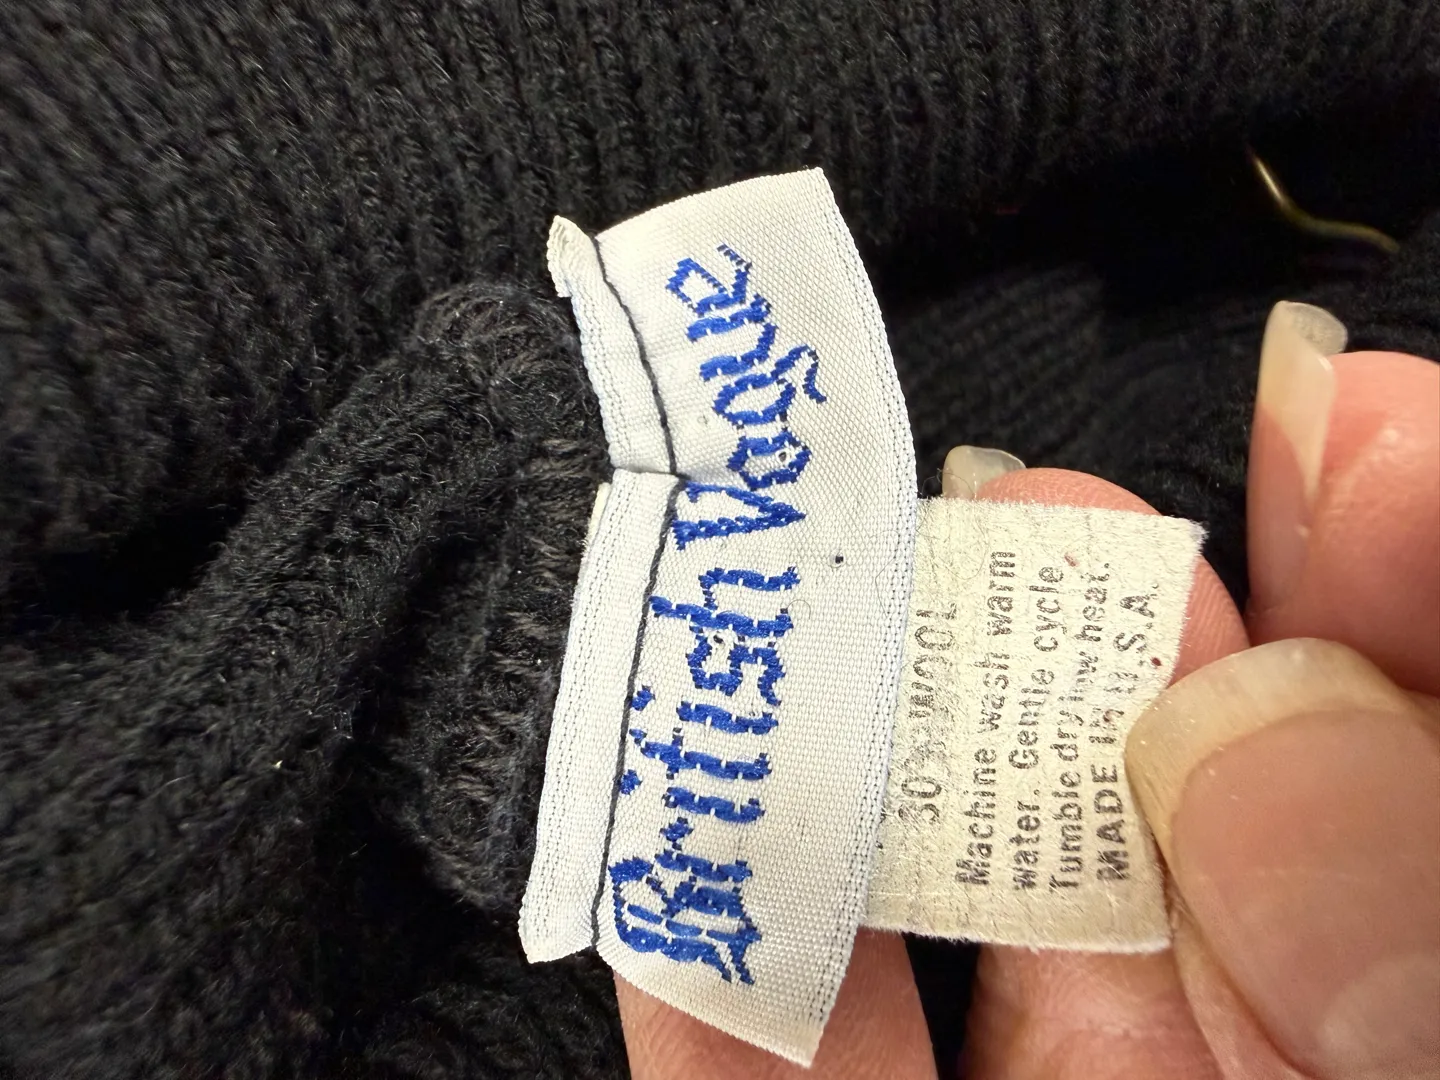 British Vogue
30% WOOL
Machine wash warm
water. Gentle cycle
Tumble dry low heat.
MADE IN U.S.A.